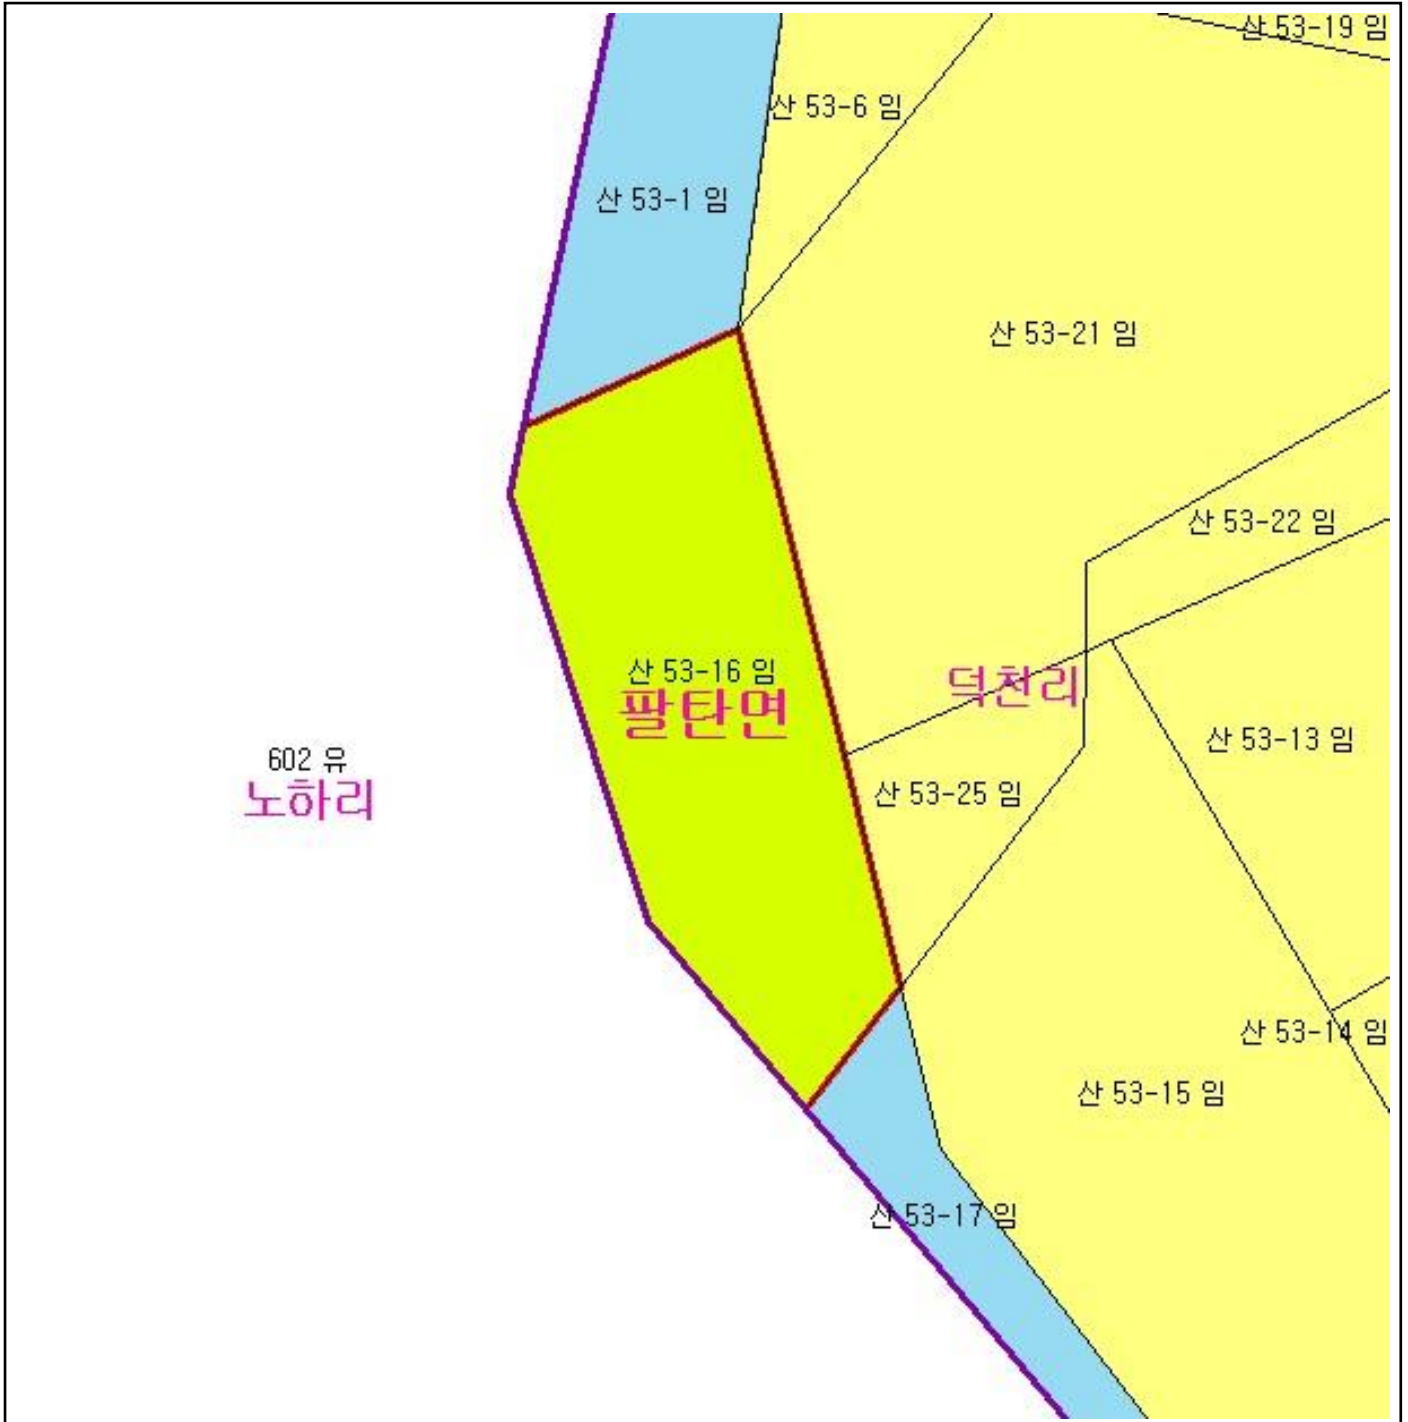 산 53-19 임
산 53-6 임
산 53-1 임
산 53-21 임
산 53-22 임
산 53-16 임
팔탄면
덕천리
602 유
노하리
산 53-13 임
산 53-25 임
산 53-14 임
산 53-15 임
산 53-17 임